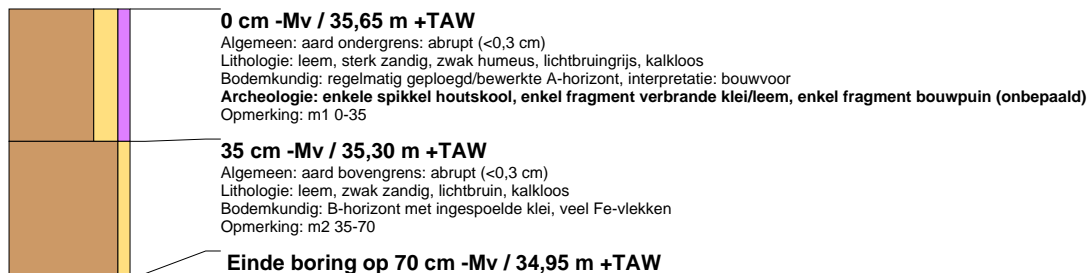 0 cm -Mv / 35,65 m +TAW
Algemeen: aard ondergrens: abrupt (<0,3 cm)
Lithologie: leem, sterk zandig, zwak humeus, lichtbruingrijs, kalkloos
Bodemkundig: regelmatig geploegd/bewerkte A-horizont, interpretatie: bouwvoor
Archeologie: enkele spikkel houtskool, enkel fragment verbrande klei/leem, enkel fragment bouwpuin (onbepaald)
Opmerking: m1 0-35
35 cm -Mv / 35,30 m +TAW
Algemeen: aard bovengrens: abrupt (<0,3 cm)
Lithologie: leem, zwak zandig, lichtbruin, kalkloos
Bodemkundig: B-horizont met ingespoelde klei, veel Fe-vlekken
Opmerking: m2 35-70
Einde boring op 70 cm -Mv / 34,95 m +TAW